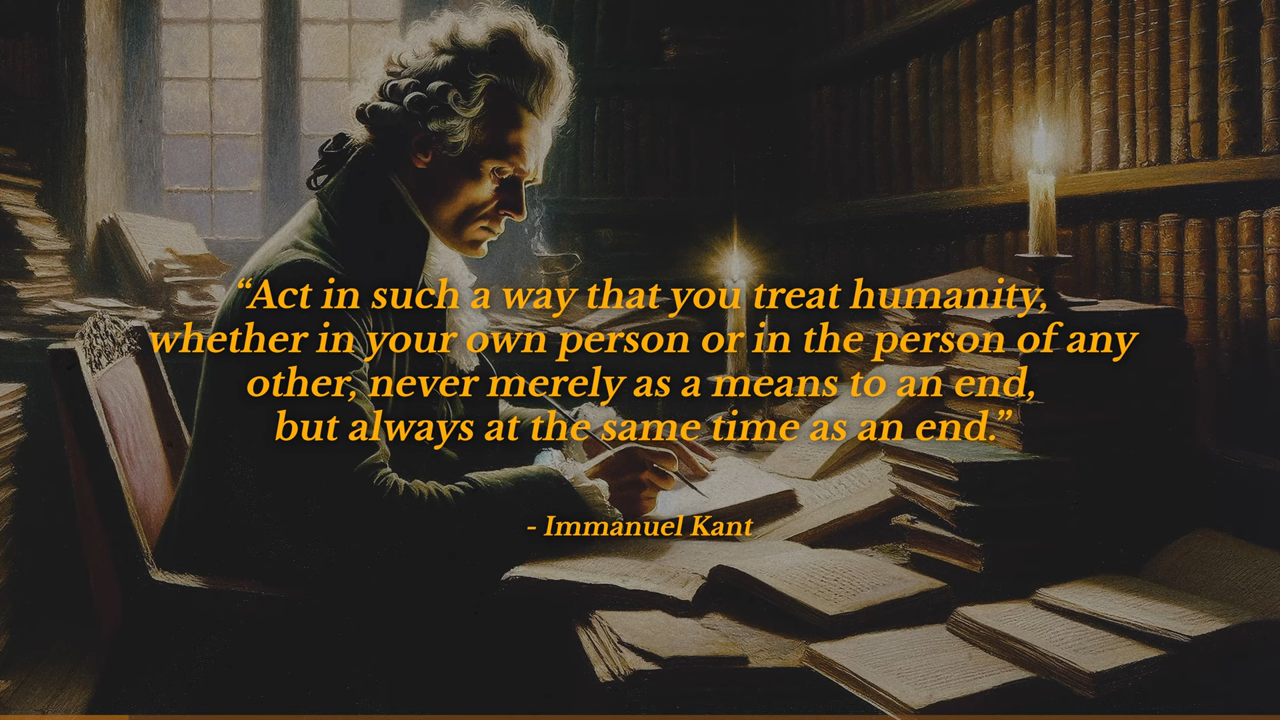 “Act in such a way that you treat humanity,
whether in your own person or in the person of any
other, never merely as a means to an end,
but always at the same time as an end.”
- Immanuel Kant